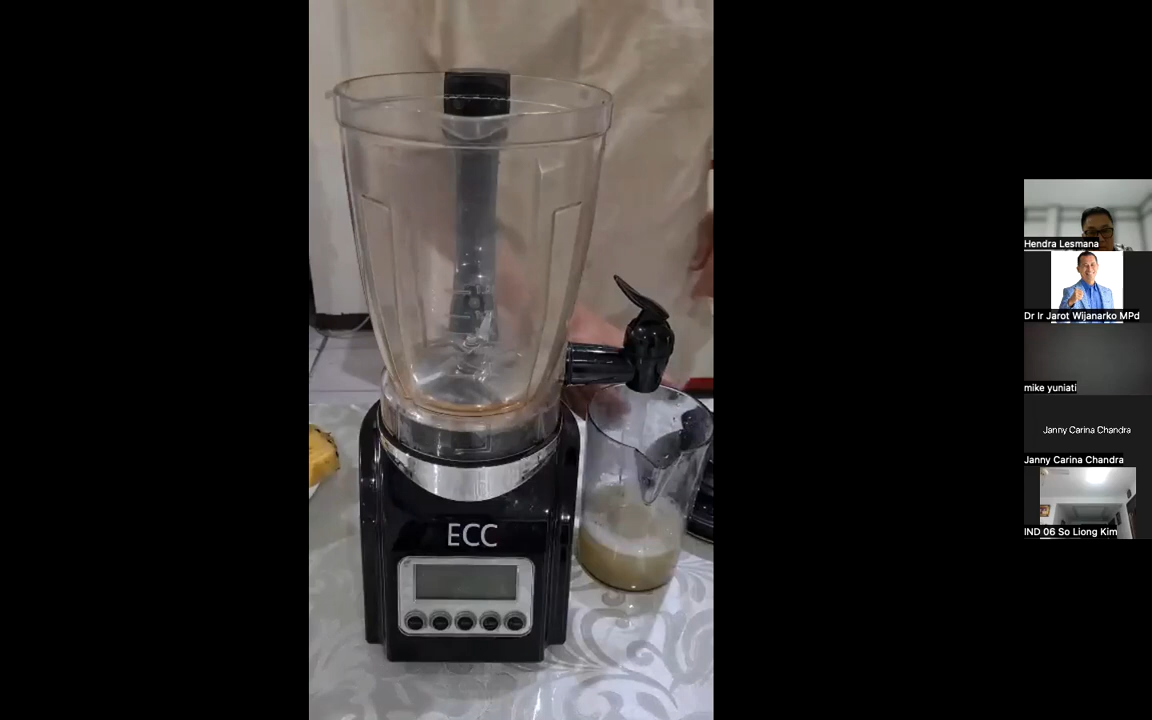 ECC
Hendra Lesmana
Dr Ir Jarot Wijanarko MPd
mike yuniati
Janny Carina Chandra
Janny Carina Chandra
IND 06 So Liong Kim